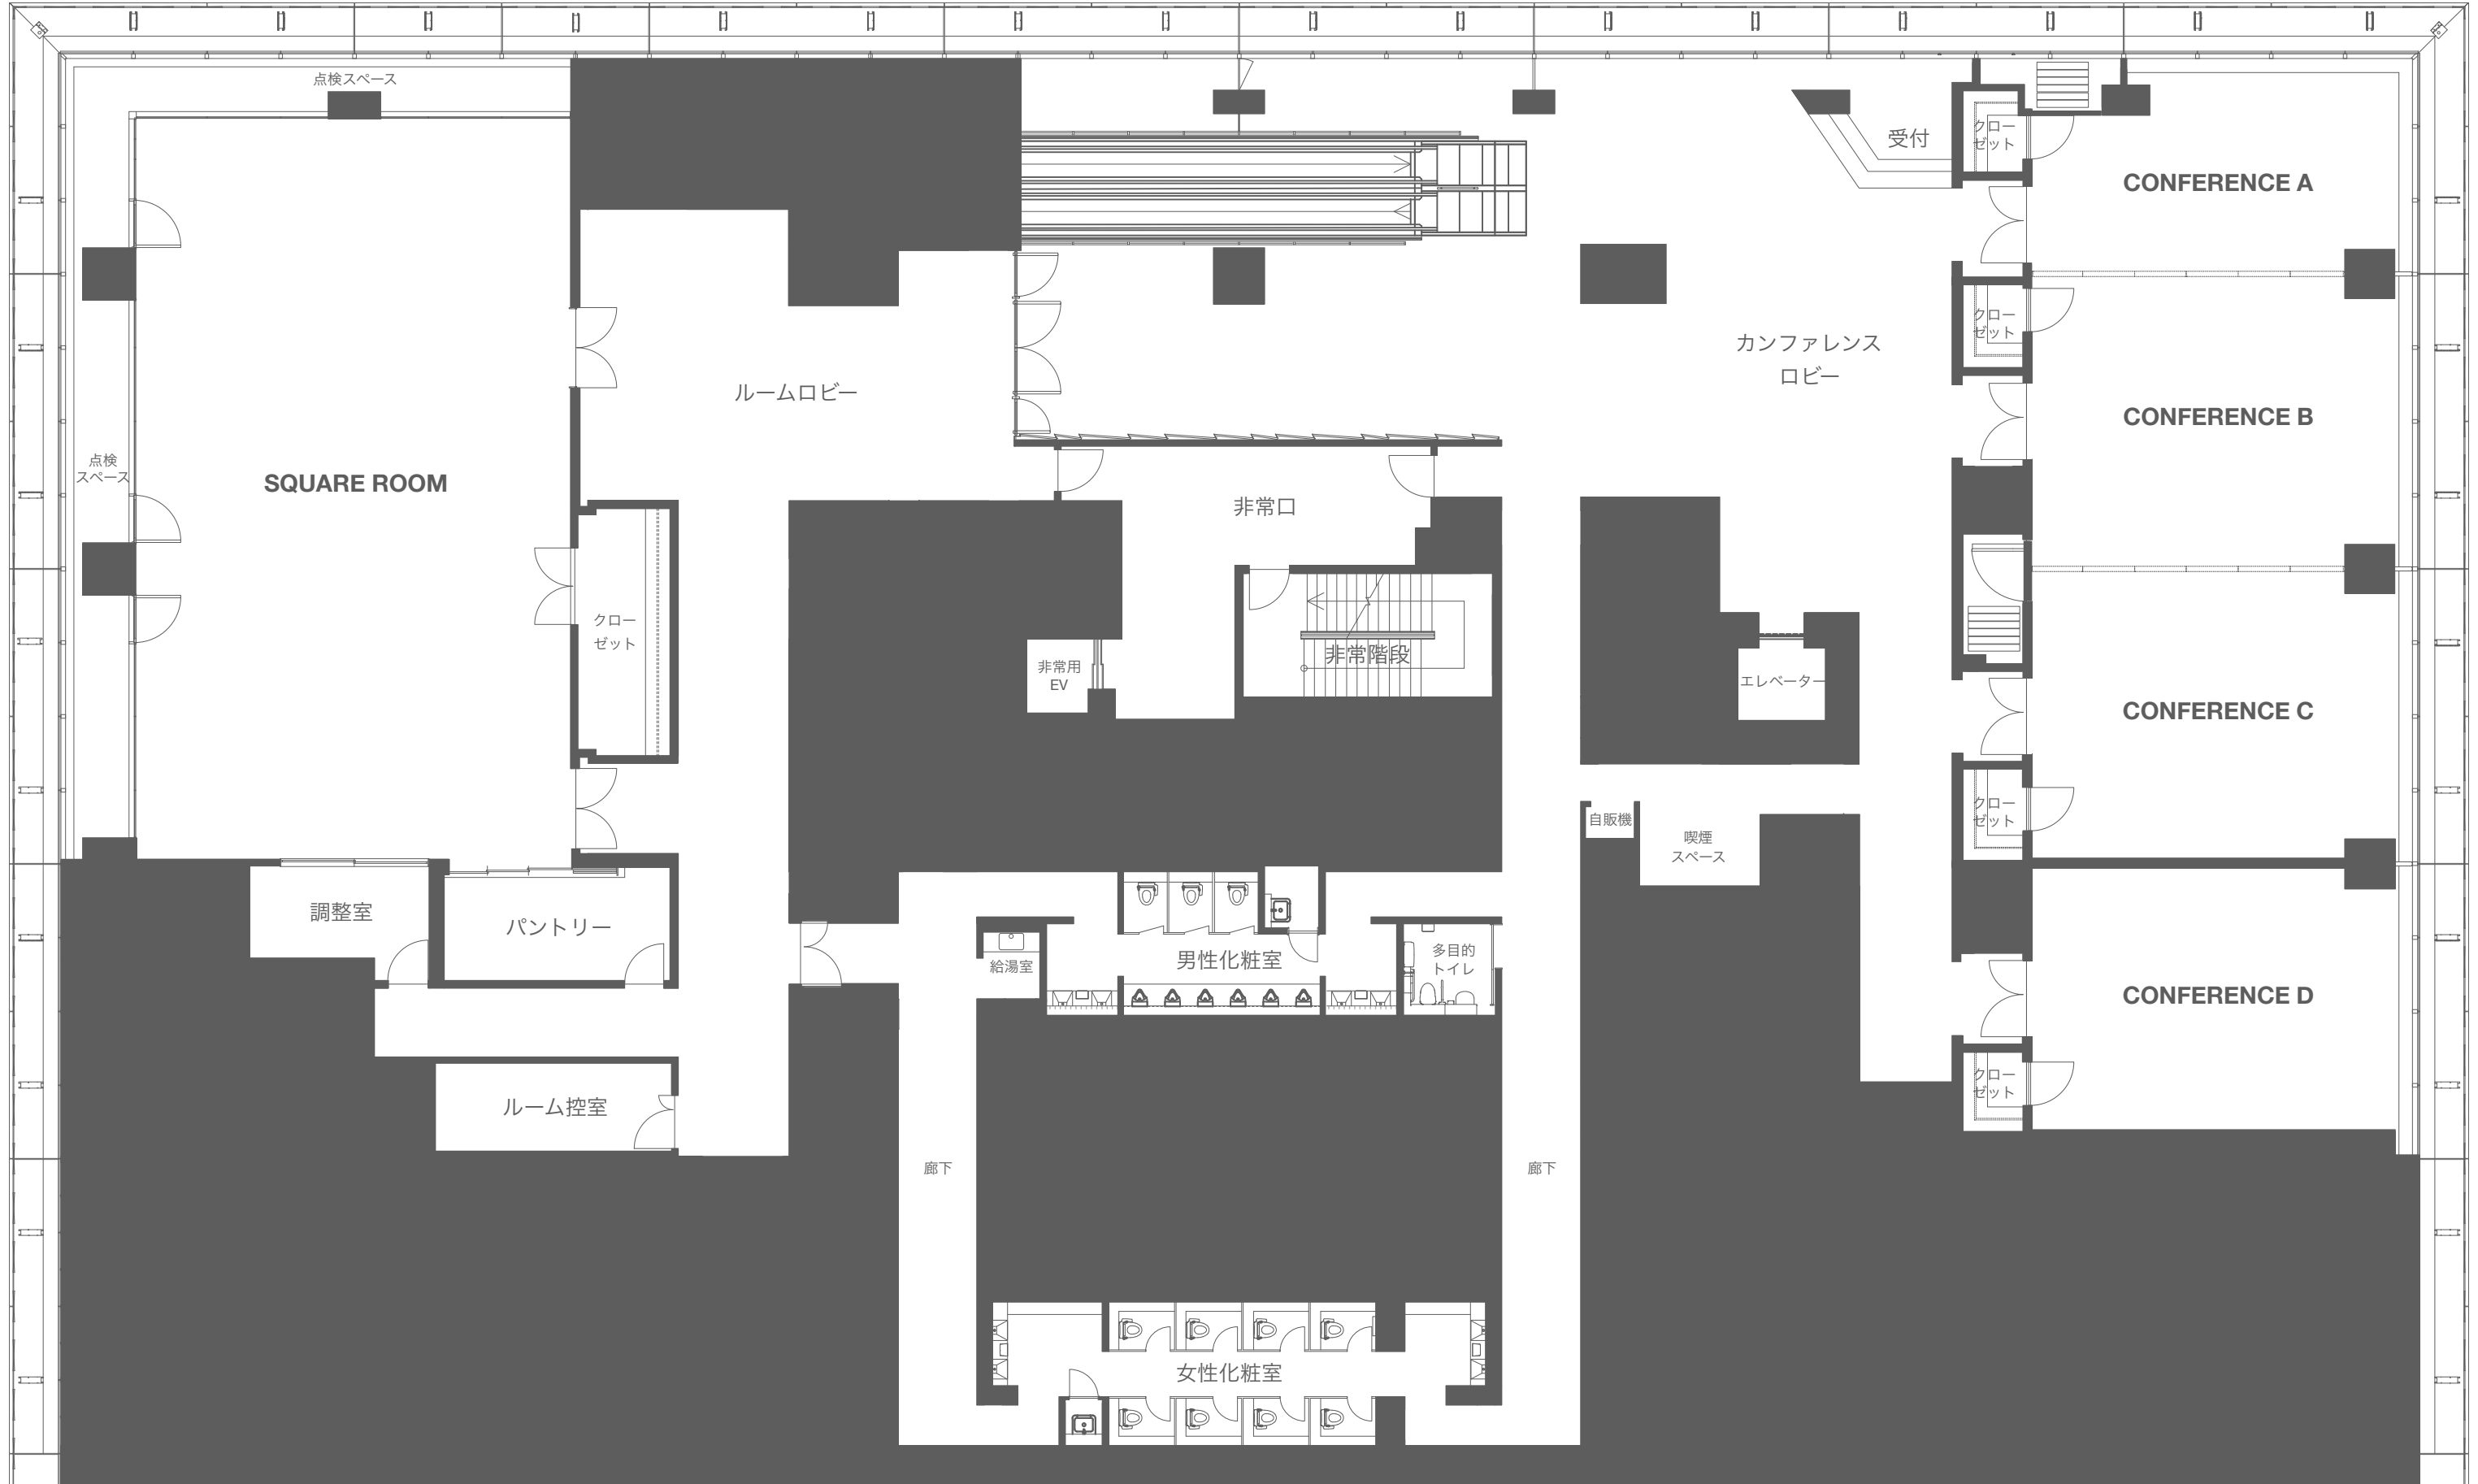 点検スペース
受付
クロー
ゼット
CONFERENCE A
クロー
ゼット
カンファレンス
ロビー
ルームロビー
CONFERENCE B
点検
スペース
SQUARE ROOM
非常口
クロー
ゼット
非常用
EV
非常階段
エレベーター
CONFERENCE C
クロー
ゼット
自販機
喫煙
スペース
調整室
パントリー
給湯室
男性化粧室
多目的
トイレ
CONFERENCE D
クロー
ゼット
ルーム控室
廊下
廊下
女性化粧室